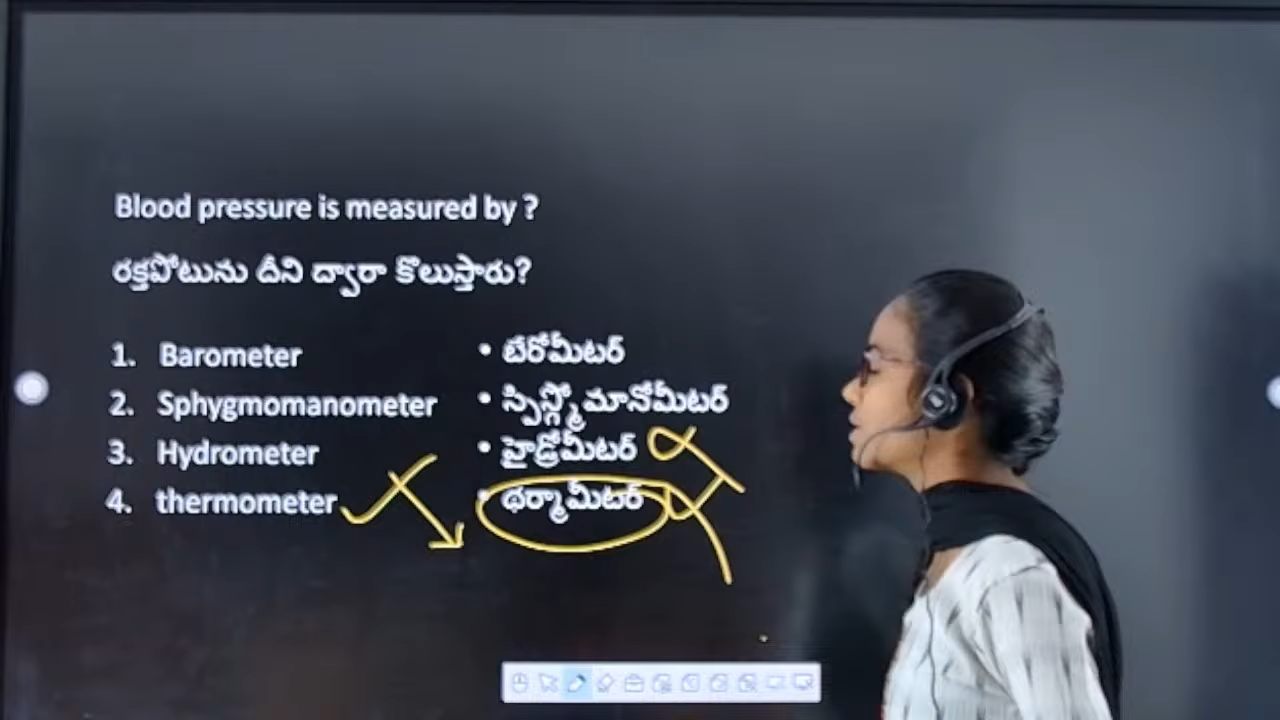 Blood pressure is measured by ?
రక్తపోటును దీని ద్వారా కొలుస్తారు?
1. Barometer • బేరోమీటర్
2. Sphygmomanometer • స్పిగ్మోమానోమీటర్
3. Hydrometer • హైడ్రోమీటర్
4. thermometer • థర్మామీటర్